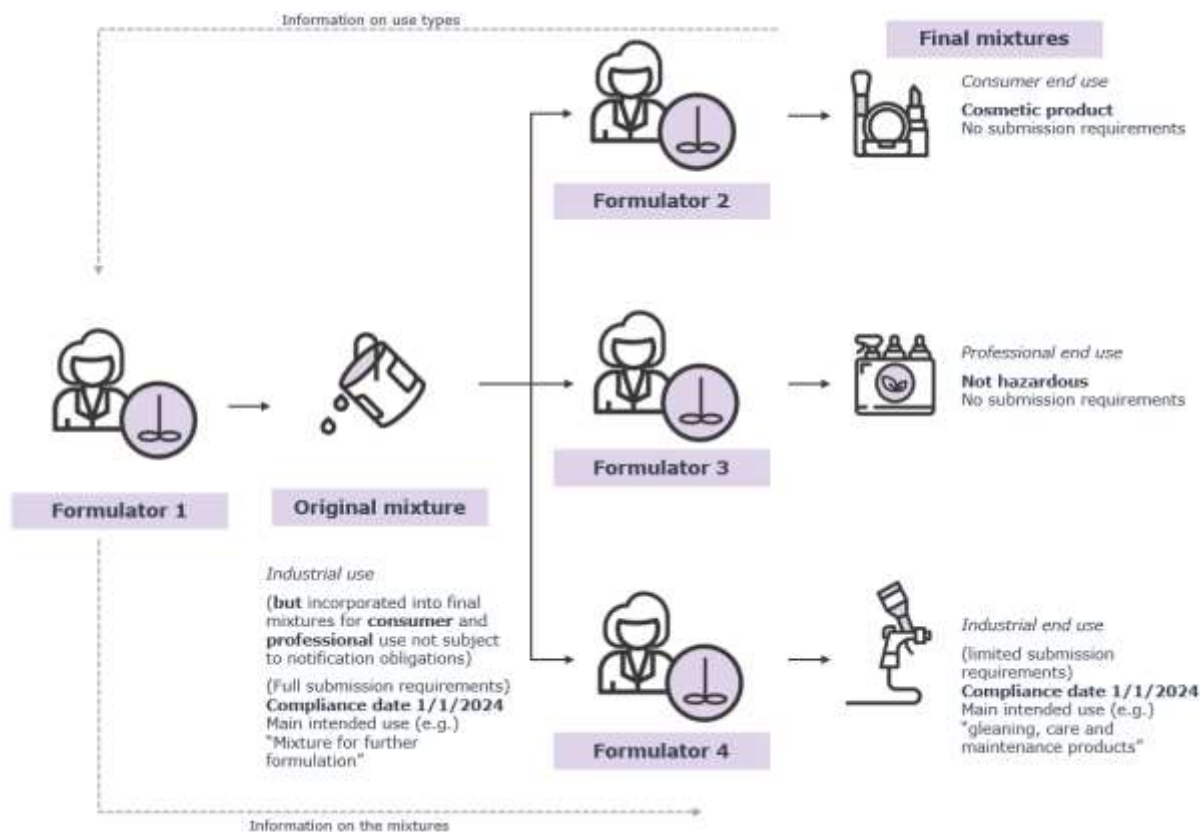 Information on use types
Final mixtures
Consumer end use
Cosmetic product
No submission requirements
Formulator 2
Professional end use
Not hazardous
No submission requirements
Formulator 3
Formulator 1
Original mixture
Industrial use
(but incorporated into final
mixtures for consumer and
professional use not subject
to notification obligations)
(Full submission requirements)
Compliance date 1/1/2024
Main intended use (e.g.)
"Mixture for further
formulation"
Industrial end use
(limited submission
requirements)
Compliance date 1/1/2024
Main intended use (e.g.)
"gleaning, care and
maintenance products"
Formulator 4
Information on the mixtures